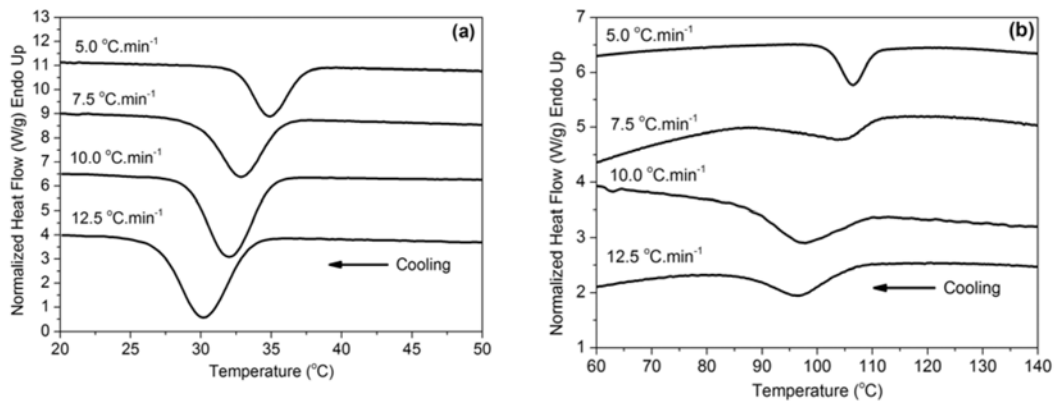 (a)
5.0 °C.min-1
7.5 °C.min-1
10.0 °C.min-1
12.5 °C.min-1
Cooling
13
12
11
10
9
8
7
6
5
4
3
2
1
0
20 25 30 35 40 45 50
Temperature (°C)
Normalized Heat Flow (W/g) Endo Up
(b)
5.0 °C.min-1
7.5 °C.min-1
10.0 °C.min-1
12.5 °C.min-1
Cooling
7
6
5
4
3
2
1
60 70 80 90 100 110 120 130 140
Temperature (°C)
Normalized Heat Flow (W/g) Endo Up